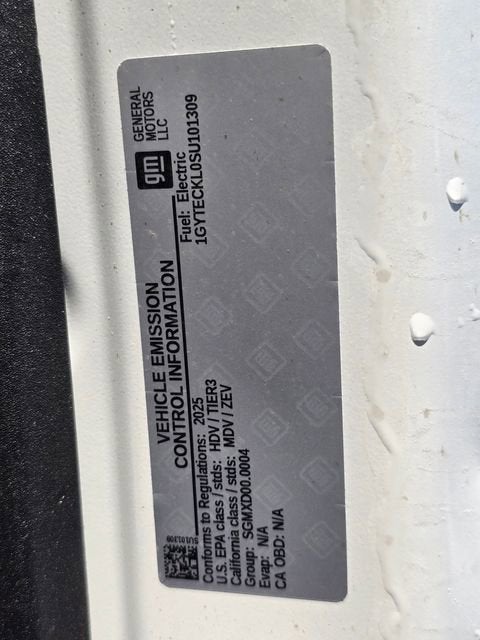 gm
GENERAL
MOTORS
LLC
VEHICLE EMISSION
CONTROL INFORMATION
Fuel: Electric
1GYTECKL0SU101309
SU101309
Conforms to Regulations: 2025
U.S. EPA class / stds: HDV / TIER3
California class / stds: MDV / ZEV
Group: SGMXD00.0004
Evap: N/A
CA OBD: N/A